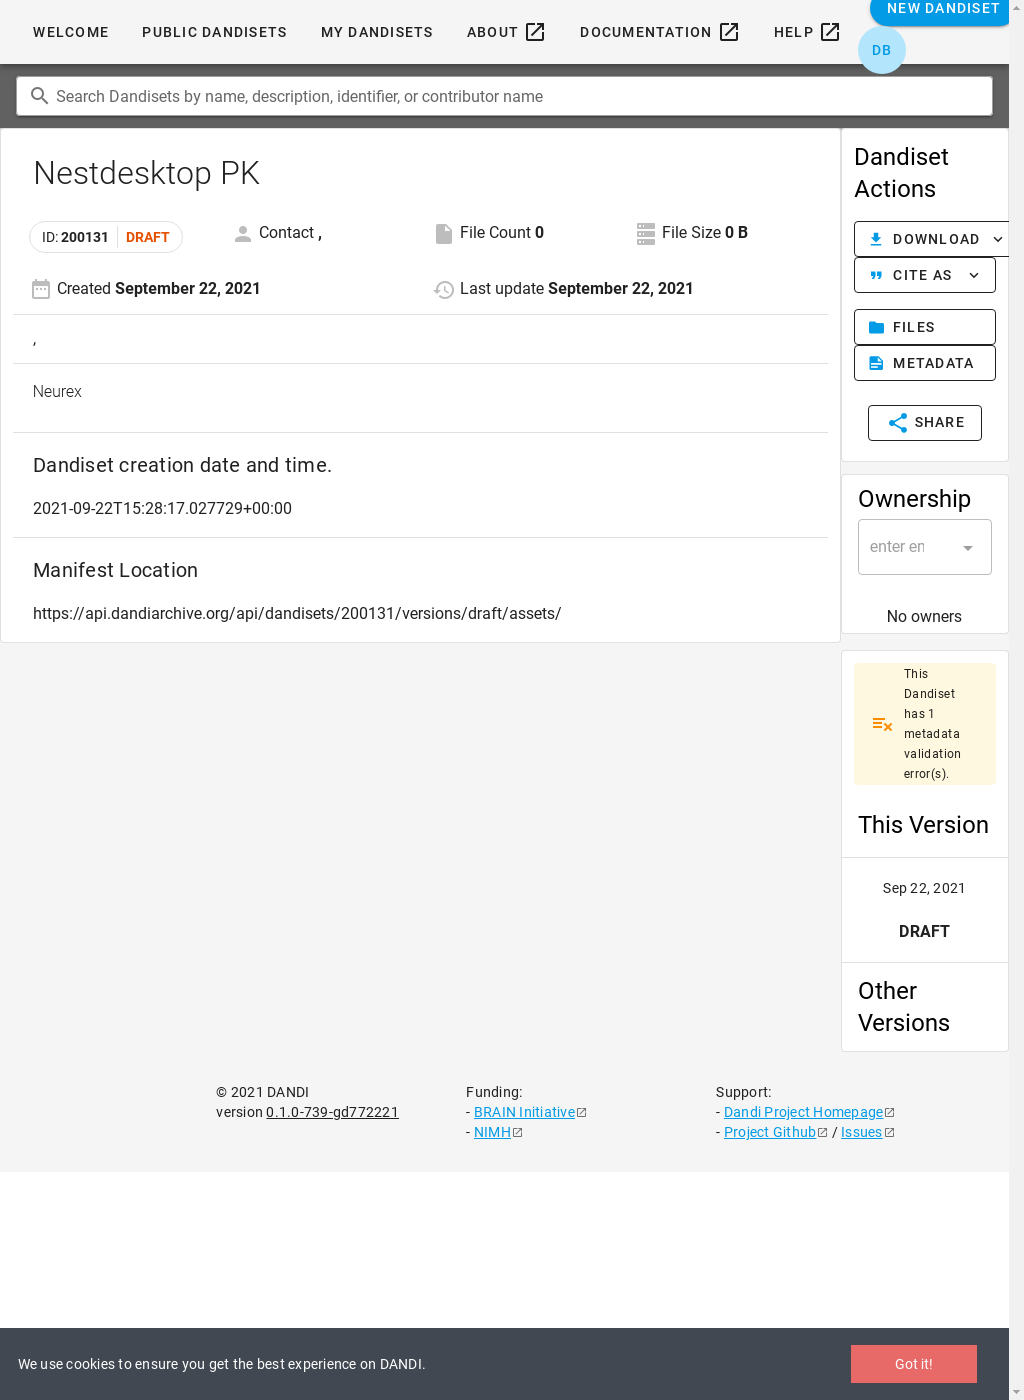 WELCOME
PUBLIC DANDISETS
MY DANDISETS
ABOUT
DOCUMENTATION
HELP
NEW DANDISET
DB
Search Dandisets by name, description, identifier, or contributor name
Nestdesktop PK
ID: 200131 DRAFT
Contact ,
File Count 0
File Size 0 B
Created September 22, 2021
Last update September 22, 2021
,
Neurex
Dandiset creation date and time.
2021-09-22T15:28:17.027729+00:00
Manifest Location
https://api.dandiarchive.org/api/dandisets/200131/versions/draft/assets/
Dandiset
Actions
DOWNLOAD
CITE AS
FILES
METADATA
SHARE
Ownership
enter en
No owners
This
Dandiset
has 1
metadata
validation
error(s).
This Version
Sep 22, 2021
DRAFT
Other
Versions
© 2021 DANDI
version 0.1.0-739-gd772221
Funding:
- BRAIN Initiative
- NIMH
Support:
- Dandi Project Homepage
- Project Github / Issues
We use cookies to ensure you get the best experience on DANDI.
Got it!